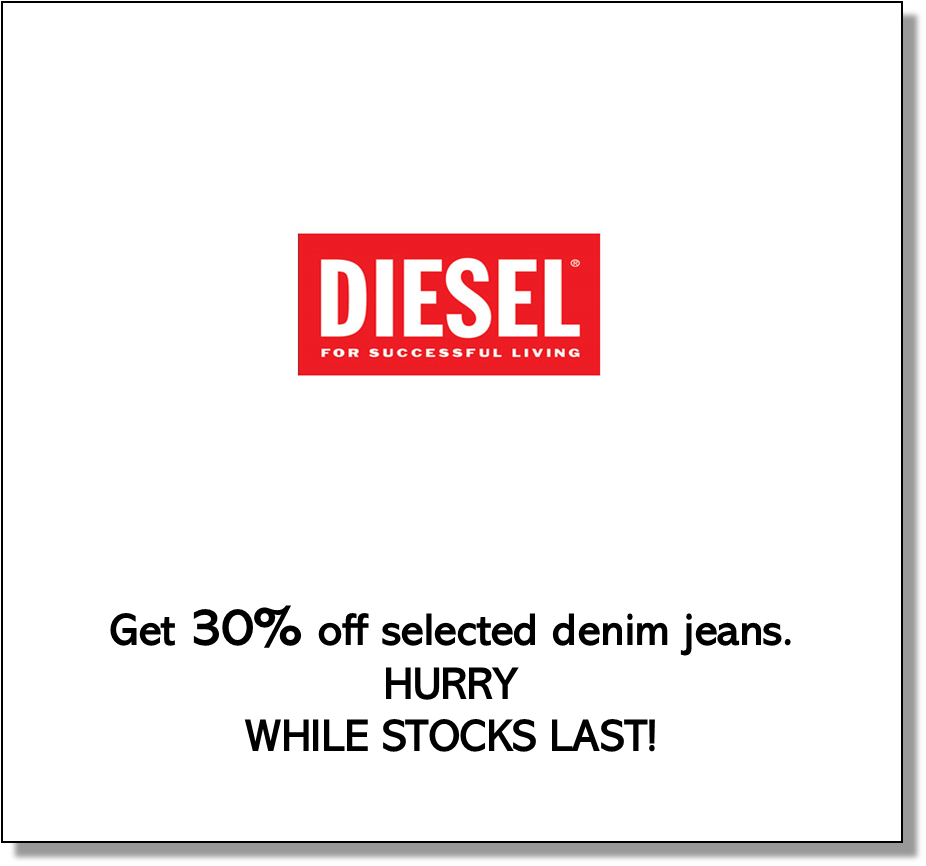 DIESEL®
FOR SUCCESSFUL LIVING
Get 30% off selected denim jeans.
HURRY
WHILE STOCKS LAST!